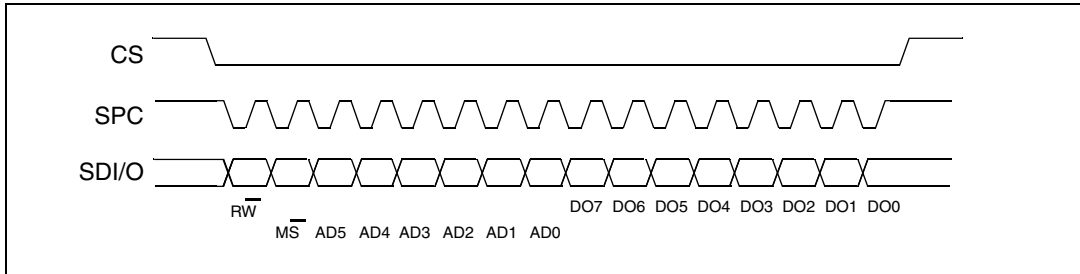 CS
SPC
SDI/O
RW̅
DO7 DO6 DO5 DO4 DO3 DO2 DO1 DO0
MS̅ AD5 AD4 AD3 AD2 AD1 AD0